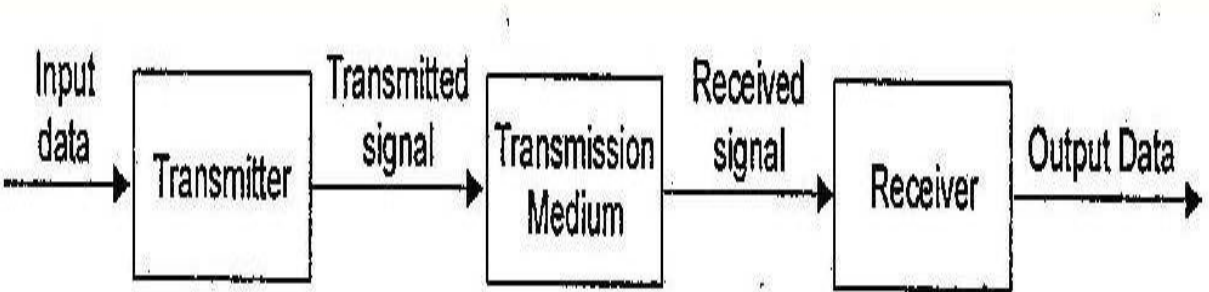 Input
data
Transmitter
Transmitted
signal
Transmission
Medium
Received
signal
Receiver
Output Data